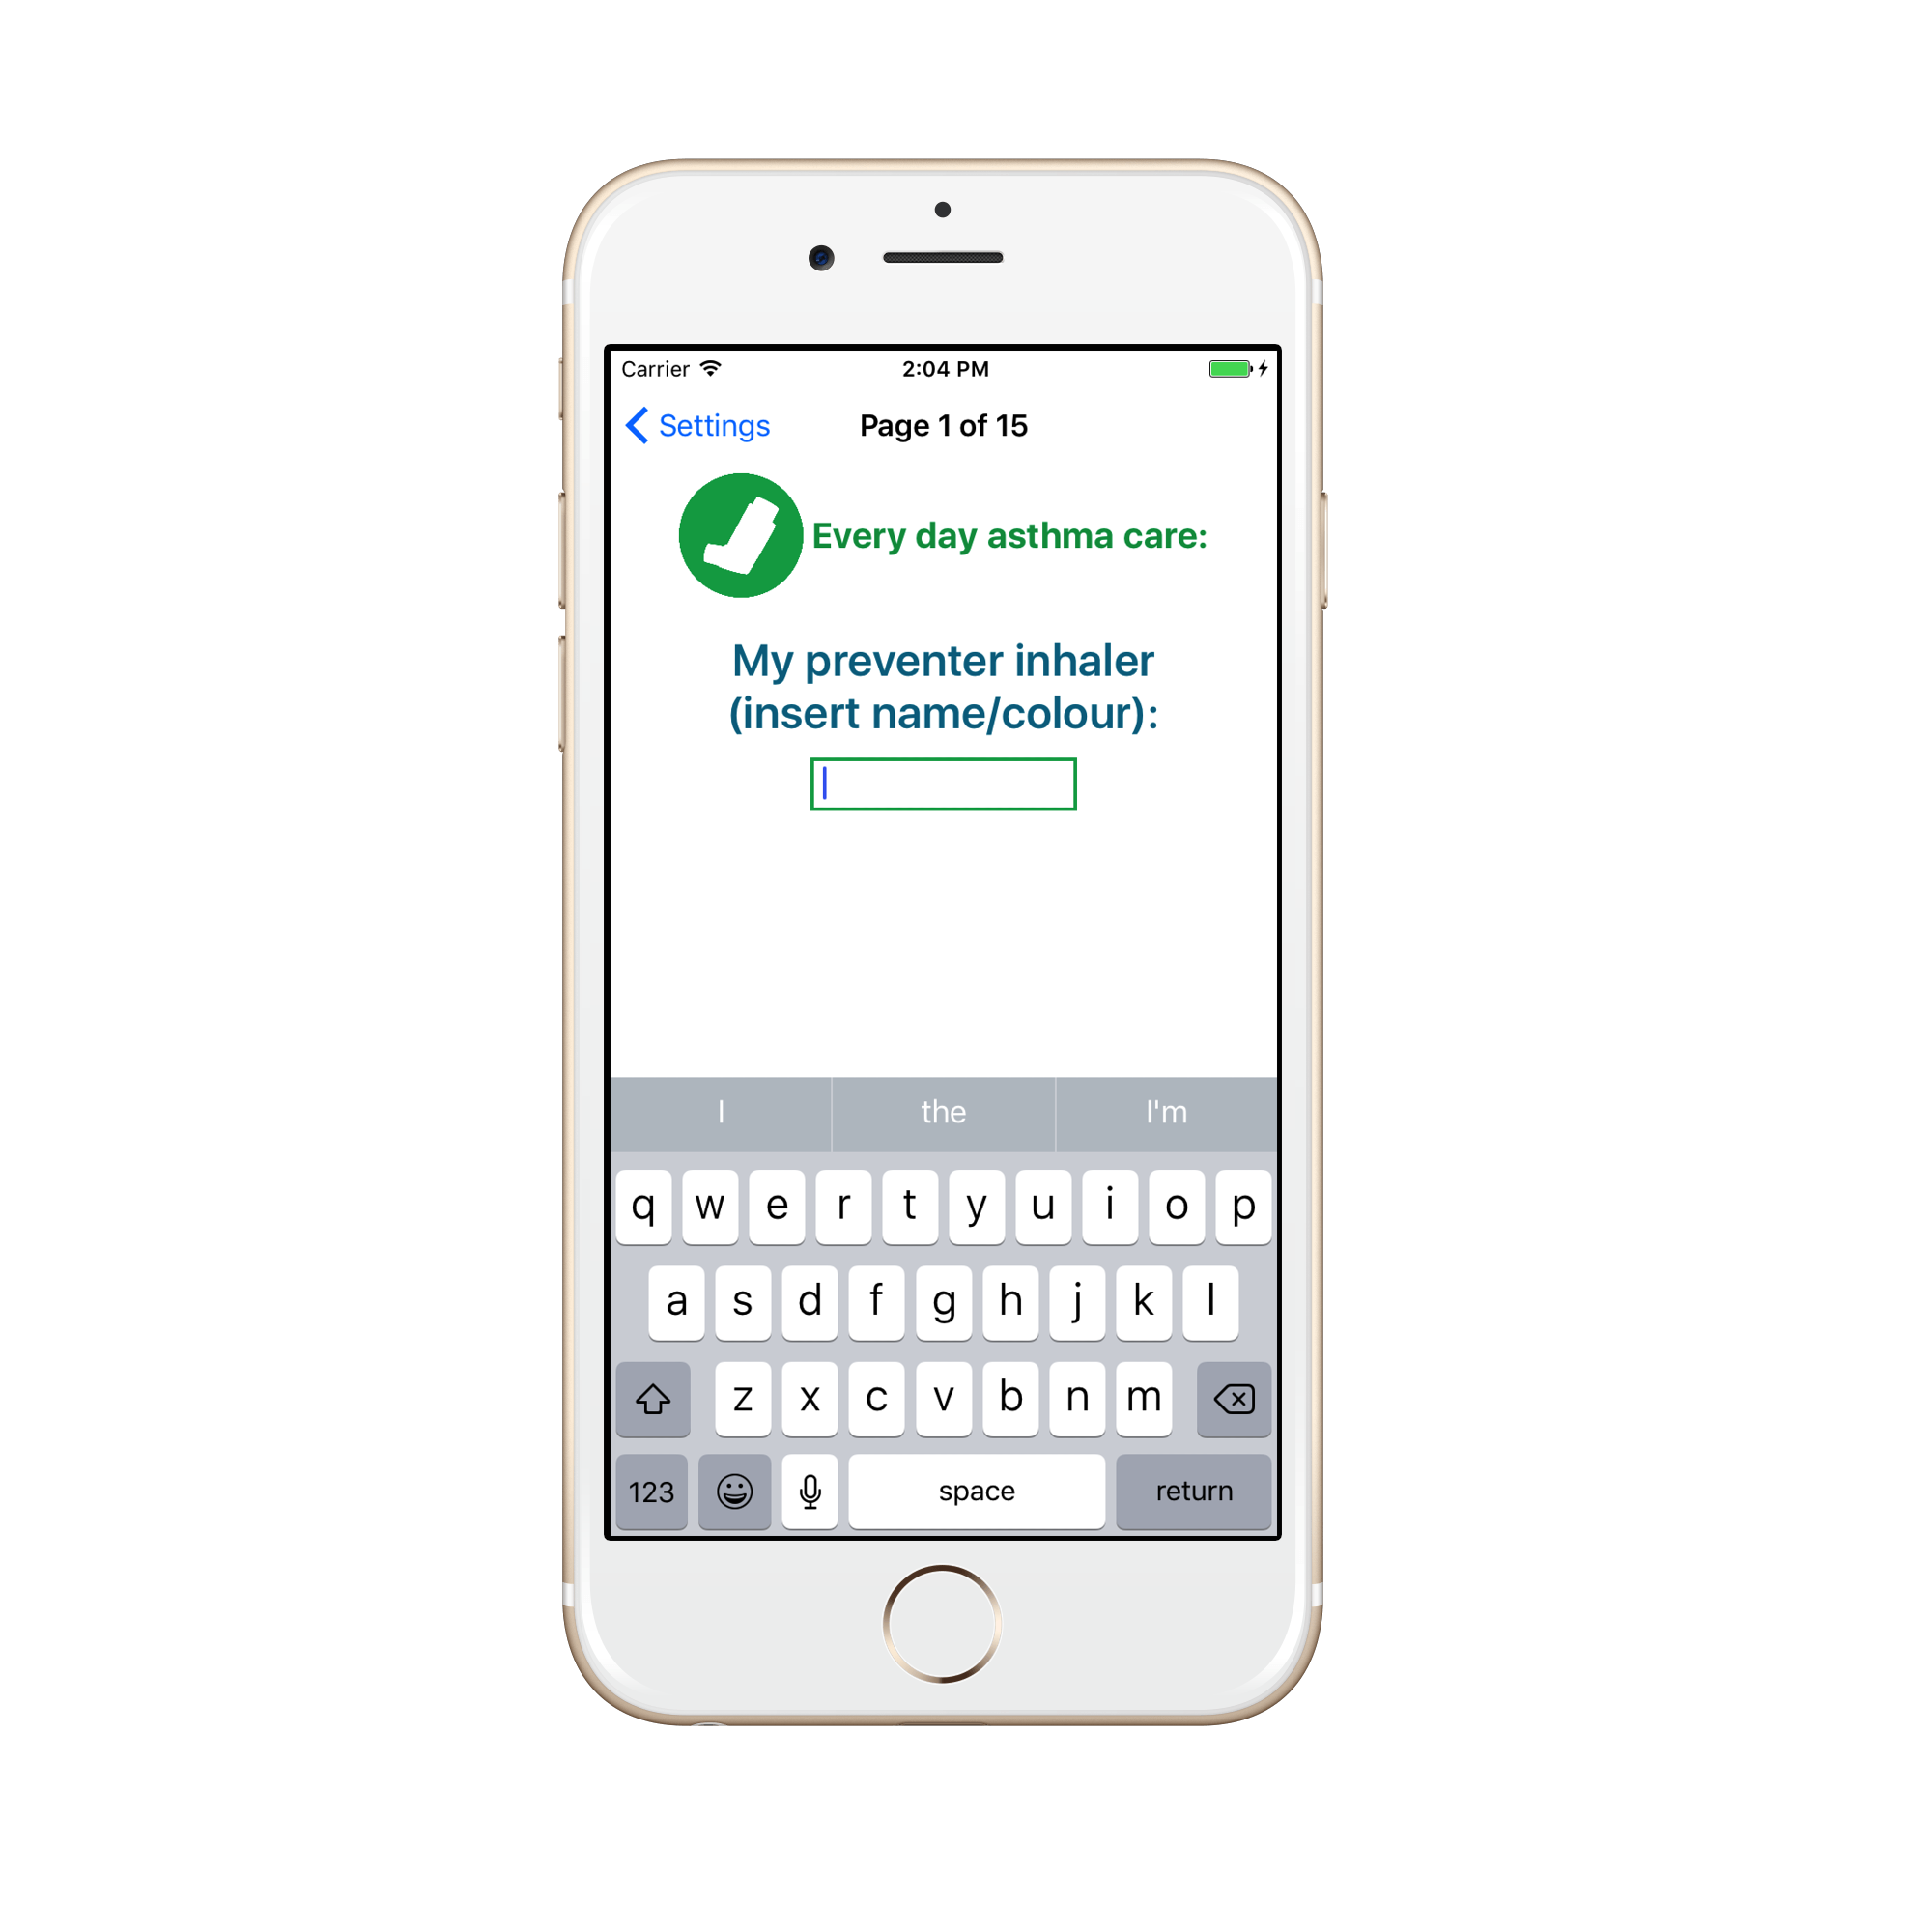 Carrier 2:04 PM
Settings Page 1 of 15
Every day asthma care:
My preventer inhaler
(insert name/colour):
I the I'm
q w e r t y u i o p
a s d f g h j k l
z x c v b n m
123 space return